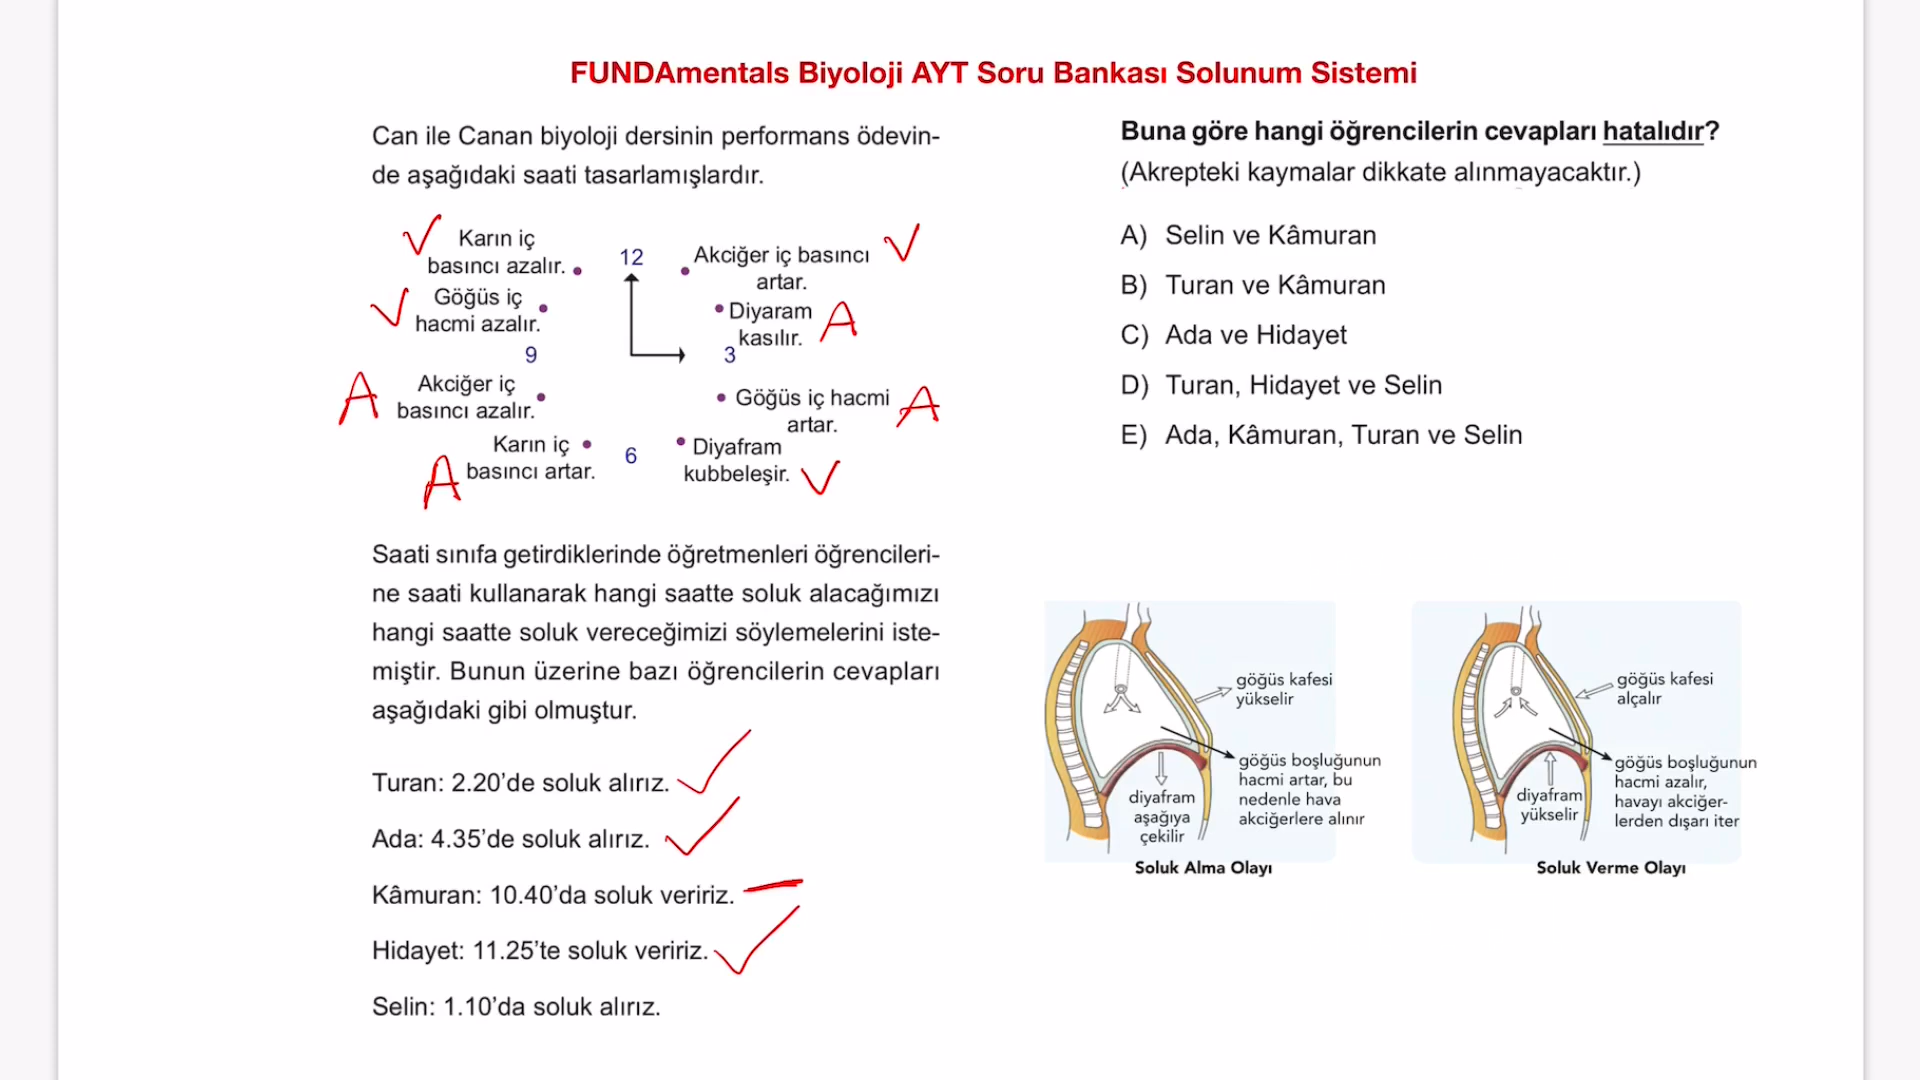 FUNDAmentals Biyoloji AYT Soru Bankası Solunum Sistemi
Can ile Canan biyoloji dersinin performans ödevin-
de aşağıdaki saati tasarlamışlardır.
Karın iç
basıncı azalır.
12
Akciğer iç basıncı
artar.
Göğüs iç
hacmi azalır.
Diyaram
kasılır.
A
9
3
A
Akciğer iç
basıncı azalır.
Göğüs iç hacmi
artar.
A
Karın iç
basıncı artar.
A
6
Diyafram
kubbeleşir.
Saati sınıfa getirdiklerinde öğretmenleri öğrencileri-
ne saati kullanarak hangi saatte soluk alacağımızı
hangi saatte soluk vereceğimizi söylemelerini iste-
miştir. Bunun üzerine bazı öğrencilerin cevapları
aşağıdaki gibi olmuştur.
Turan: 2.20’de soluk alırız.
Ada: 4.35’de soluk alırız.
Kâmuran: 10.40’da soluk veririz.
Hidayet: 11.25’te soluk veririz.
Selin: 1.10’da soluk alırız.
Buna göre hangi öğrencilerin cevapları hatalıdır?
(Akrepteki kaymalar dikkate alınmayacaktır.)
A) Selin ve Kâmuran
B) Turan ve Kâmuran
C) Ada ve Hidayet
D) Turan, Hidayet ve Selin
E) Ada, Kâmuran, Turan ve Selin
göğüs kafesi
yükselir
göğüs boşluğunun
hacmi artar, bu
nedenle hava
akciğerlere alınır
diyafram
aşağıya
çekilir
Soluk Alma Olayı
göğüs kafesi
alçalır
göğüs boşluğunun
hacmi azalır,
havayı akciğer-
lerden dışarı iter
diyafram
yükselir
Soluk Verme Olayı